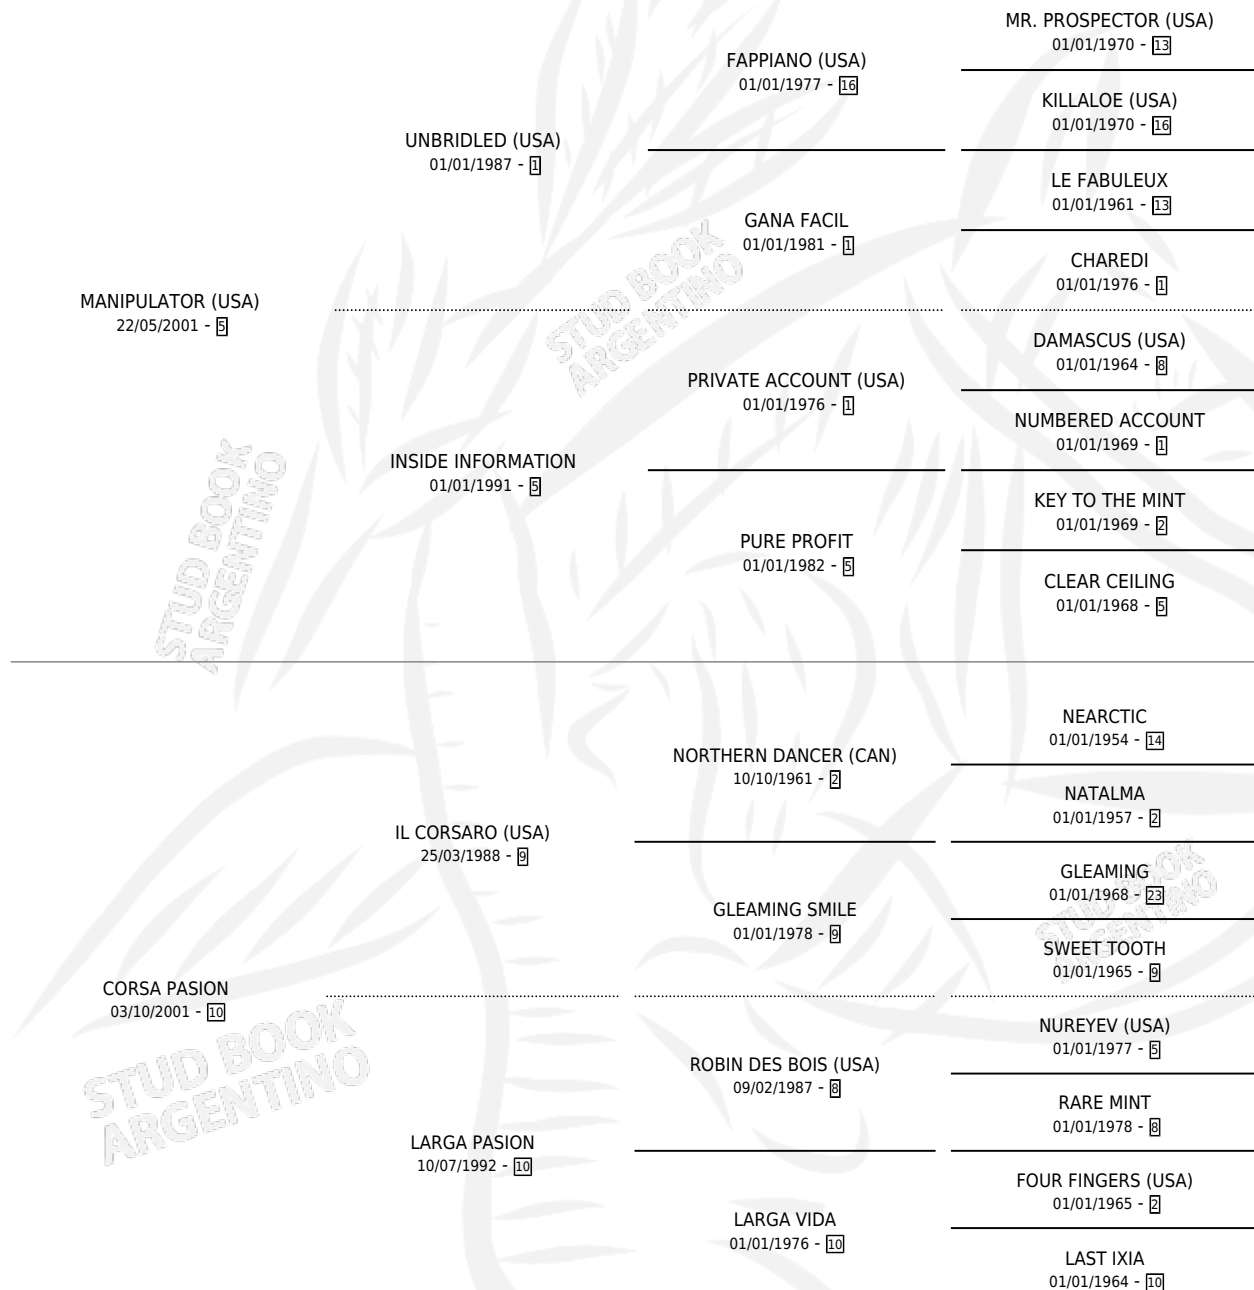 MR. PROSPECTOR (USA)
01/01/1970 - 13
FAPPIANO (USA)
01/01/1977 - 16
KILLALOE (USA)
01/01/1970 - 16
UNBRIDLED (USA)
01/01/1987 - 1
LE FABULEUX
01/01/1961 - 13
GANA FACIL
01/01/1981 - 1
CHAREDI
01/01/1976 - 1
MANIPULATOR (USA)
22/05/2001 - 5
DAMASCUS (USA)
01/01/1964 - 8
PRIVATE ACCOUNT (USA)
01/01/1976 - 1
NUMBERED ACCOUNT
01/01/1969 - 1
INSIDE INFORMATION
01/01/1991 - 5
KEY TO THE MINT
01/01/1969 - 2
PURE PROFIT
01/01/1982 - 5
CLEAR CEILING
01/01/1968 - 5
NEARCTIC
01/01/1954 - 14
NORTHERN DANCER (CAN)
10/10/1961 - 2
NATALMA
01/01/1957 - 2
IL CORSARO (USA)
25/03/1988 - 9
GLEAMING
01/01/1968 - 23
GLEAMING SMILE
01/01/1978 - 9
SWEET TOOTH
01/01/1965 - 9
CORSA PASION
03/10/2001 - 10
NUREYEV (USA)
01/01/1977 - 5
ROBIN DES BOIS (USA)
09/02/1987 - 8
RARE MINT
01/01/1978 - 8
LARGA PASION
10/07/1992 - 10
FOUR FINGERS (USA)
01/01/1965 - 2
LARGA VIDA
01/01/1976 - 10
LAST IXIA
01/01/1964 - 10
STUD BOOK
ARGENTINO
STUD BOOK
ARGENTINO
STUD BOOK
ARGENTINO
STUD BOOK
ARGENTINO